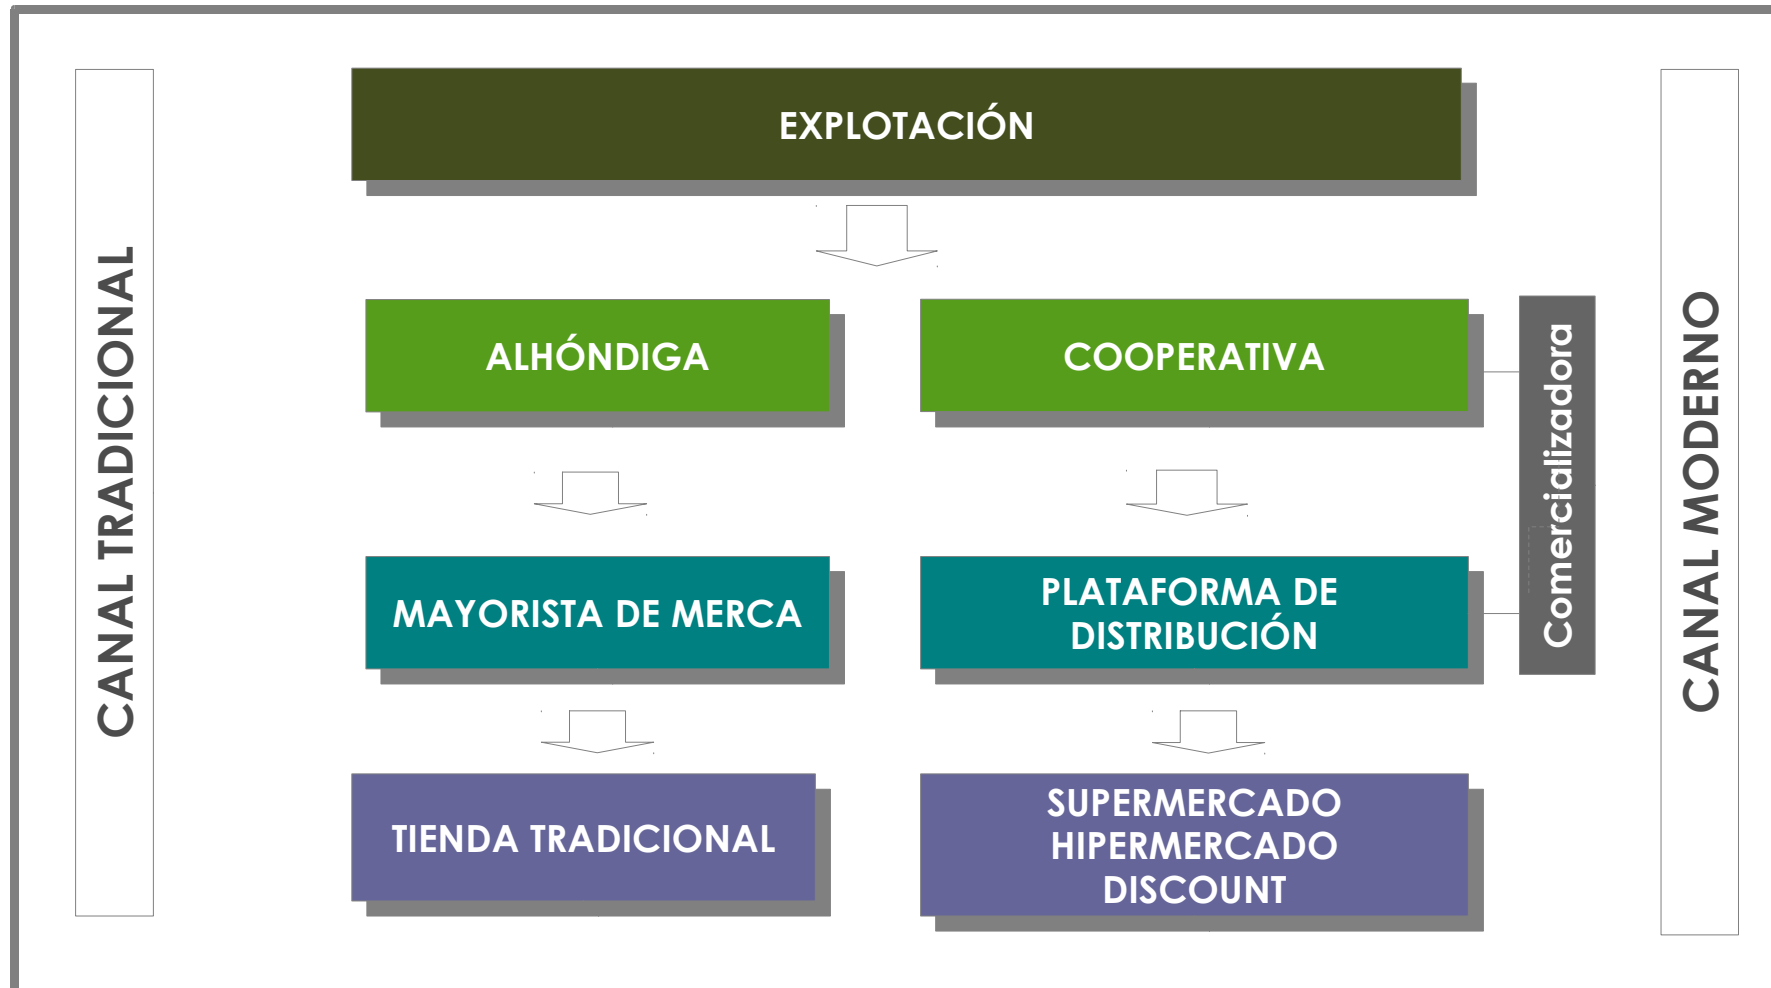 EXPLOTACIÓN
CANAL TRADICIONAL
ALHÓNDIGA
COOPERATIVA
Comercializadora
CANAL MODERNO
MAYORISTA DE MERCA
PLATAFORMA DE
DISTRIBUCIÓN
TIENDA TRADICIONAL
SUPERMERCADO
HIPERMERCADO
DISCOUNT